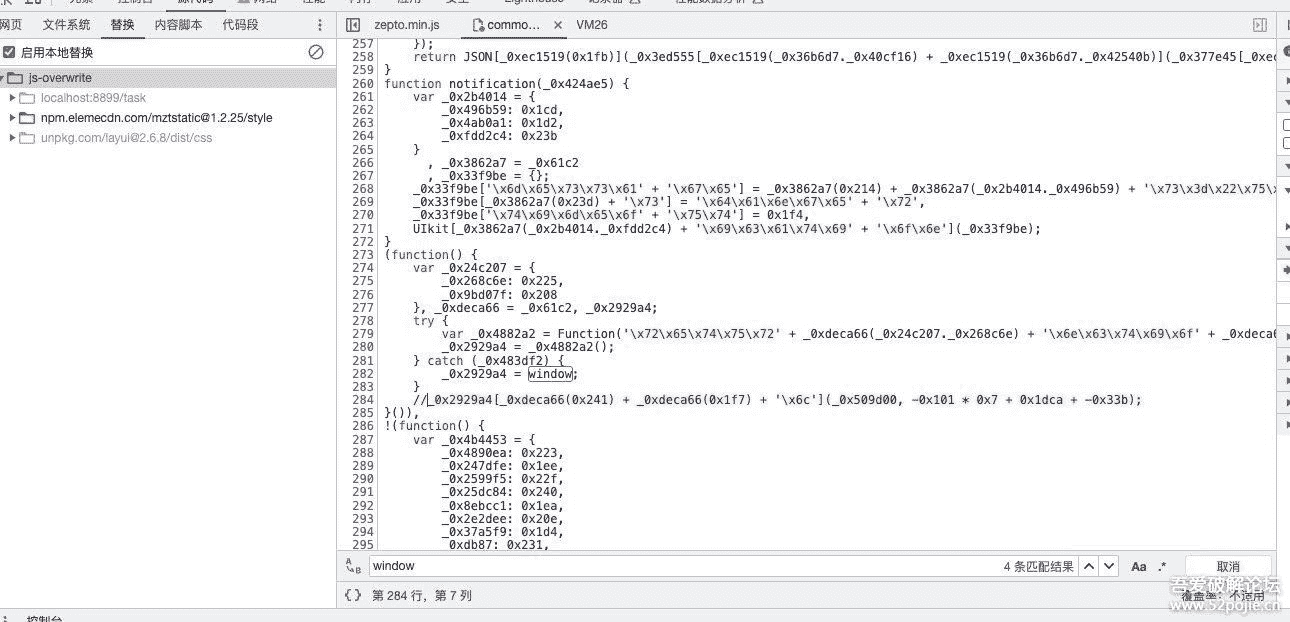 网页 文件系统 替换 内容脚本 代码段
zepto.min.js commo... VM26
启用本地替换
js-overwrite
localhost:8899/task
npm.elemecdn.com/mztstatic@1.2.25/style
unpkg.com/layui@2.6.8/dist/css
257 });
258 return JSON[_0xec1519(0x1fb)](_0x3ed555[_0xec1519(_0x36b6d7._0x40cf16) + _0xec1519(_0x36b6d7._0x42540b)](_0x377e45[_0xec
259 }
260 function notification(_0x424ae5) {
261 var _0x2b4014 = {
262 _0x496b59: 0x1cd,
263 _0x4ab0a1: 0x1d2,
264 _0xfdd2c4: 0x23b
265 }
266 , _0x3862a7 = _0x61c2
267 , _0x33f9be = {};
268 _0x33f9be['\x6d\x65\x73\x73\x61' + '\x67\x65'] = _0x3862a7(0x214) + _0x3862a7(_0x2b4014._0x496b59) + '\x73\x3d\x22\x75\x
269 _0x33f9be[_0x3862a7(0x23d) + '\x73'] = '\x64\x61\x6e\x67\x65' + '\x72',
270 _0x33f9be['\x74\x69\x6d\x65\x6f' + '\x75\x74'] = 0x1f4,
271 UIkit[_0x3862a7(_0x2b4014._0xfdd2c4) + '\x69\x63\x61\x74\x69' + '\x6f\x6e'](_0x33f9be);
272 }
273 (function() {
274 var _0x24c207 = {
275 _0x268c6e: 0x225,
276 _0x9bd07f: 0x208
277 }, _0xdeca66 = _0x61c2, _0x2929a4;
278 try {
279 var _0x4882a2 = Function('\x72\x65\x74\x75\x72' + _0xdeca66(_0x24c207._0x268c6e) + '\x6e\x63\x74\x69\x6f' + _0xdeca6
280 _0x2929a4 = _0x4882a2();
281 } catch (_0x483df2) {
282 _0x2929a4 = window;
283 }
284 //_0x2929a4[_0xdeca66(0x241) + _0xdeca66(0x1f7) + '\x6c'](_0x509d00, -0x101 * 0x7 + 0x1dca + -0x33b);
285 }()),
286 !(function() {
287 var _0x4b4453 = {
288 _0x4890ea: 0x223,
289 _0x247dfe: 0x1ee,
290 _0x2599f5: 0x22f,
291 _0x25dc84: 0x240,
292 _0x8ebcc1: 0x1ea,
293 _0x2e2dee: 0x20e,
294 _0x37a5f9: 0x1d4,
295 _0xdb87: 0x231,
window 4 条匹配结果 Aa .* 取消
{} 第 284 行，第 7 列 覆盖率：不适用
吾爱破解论坛
www.52pojie.cn
控制台